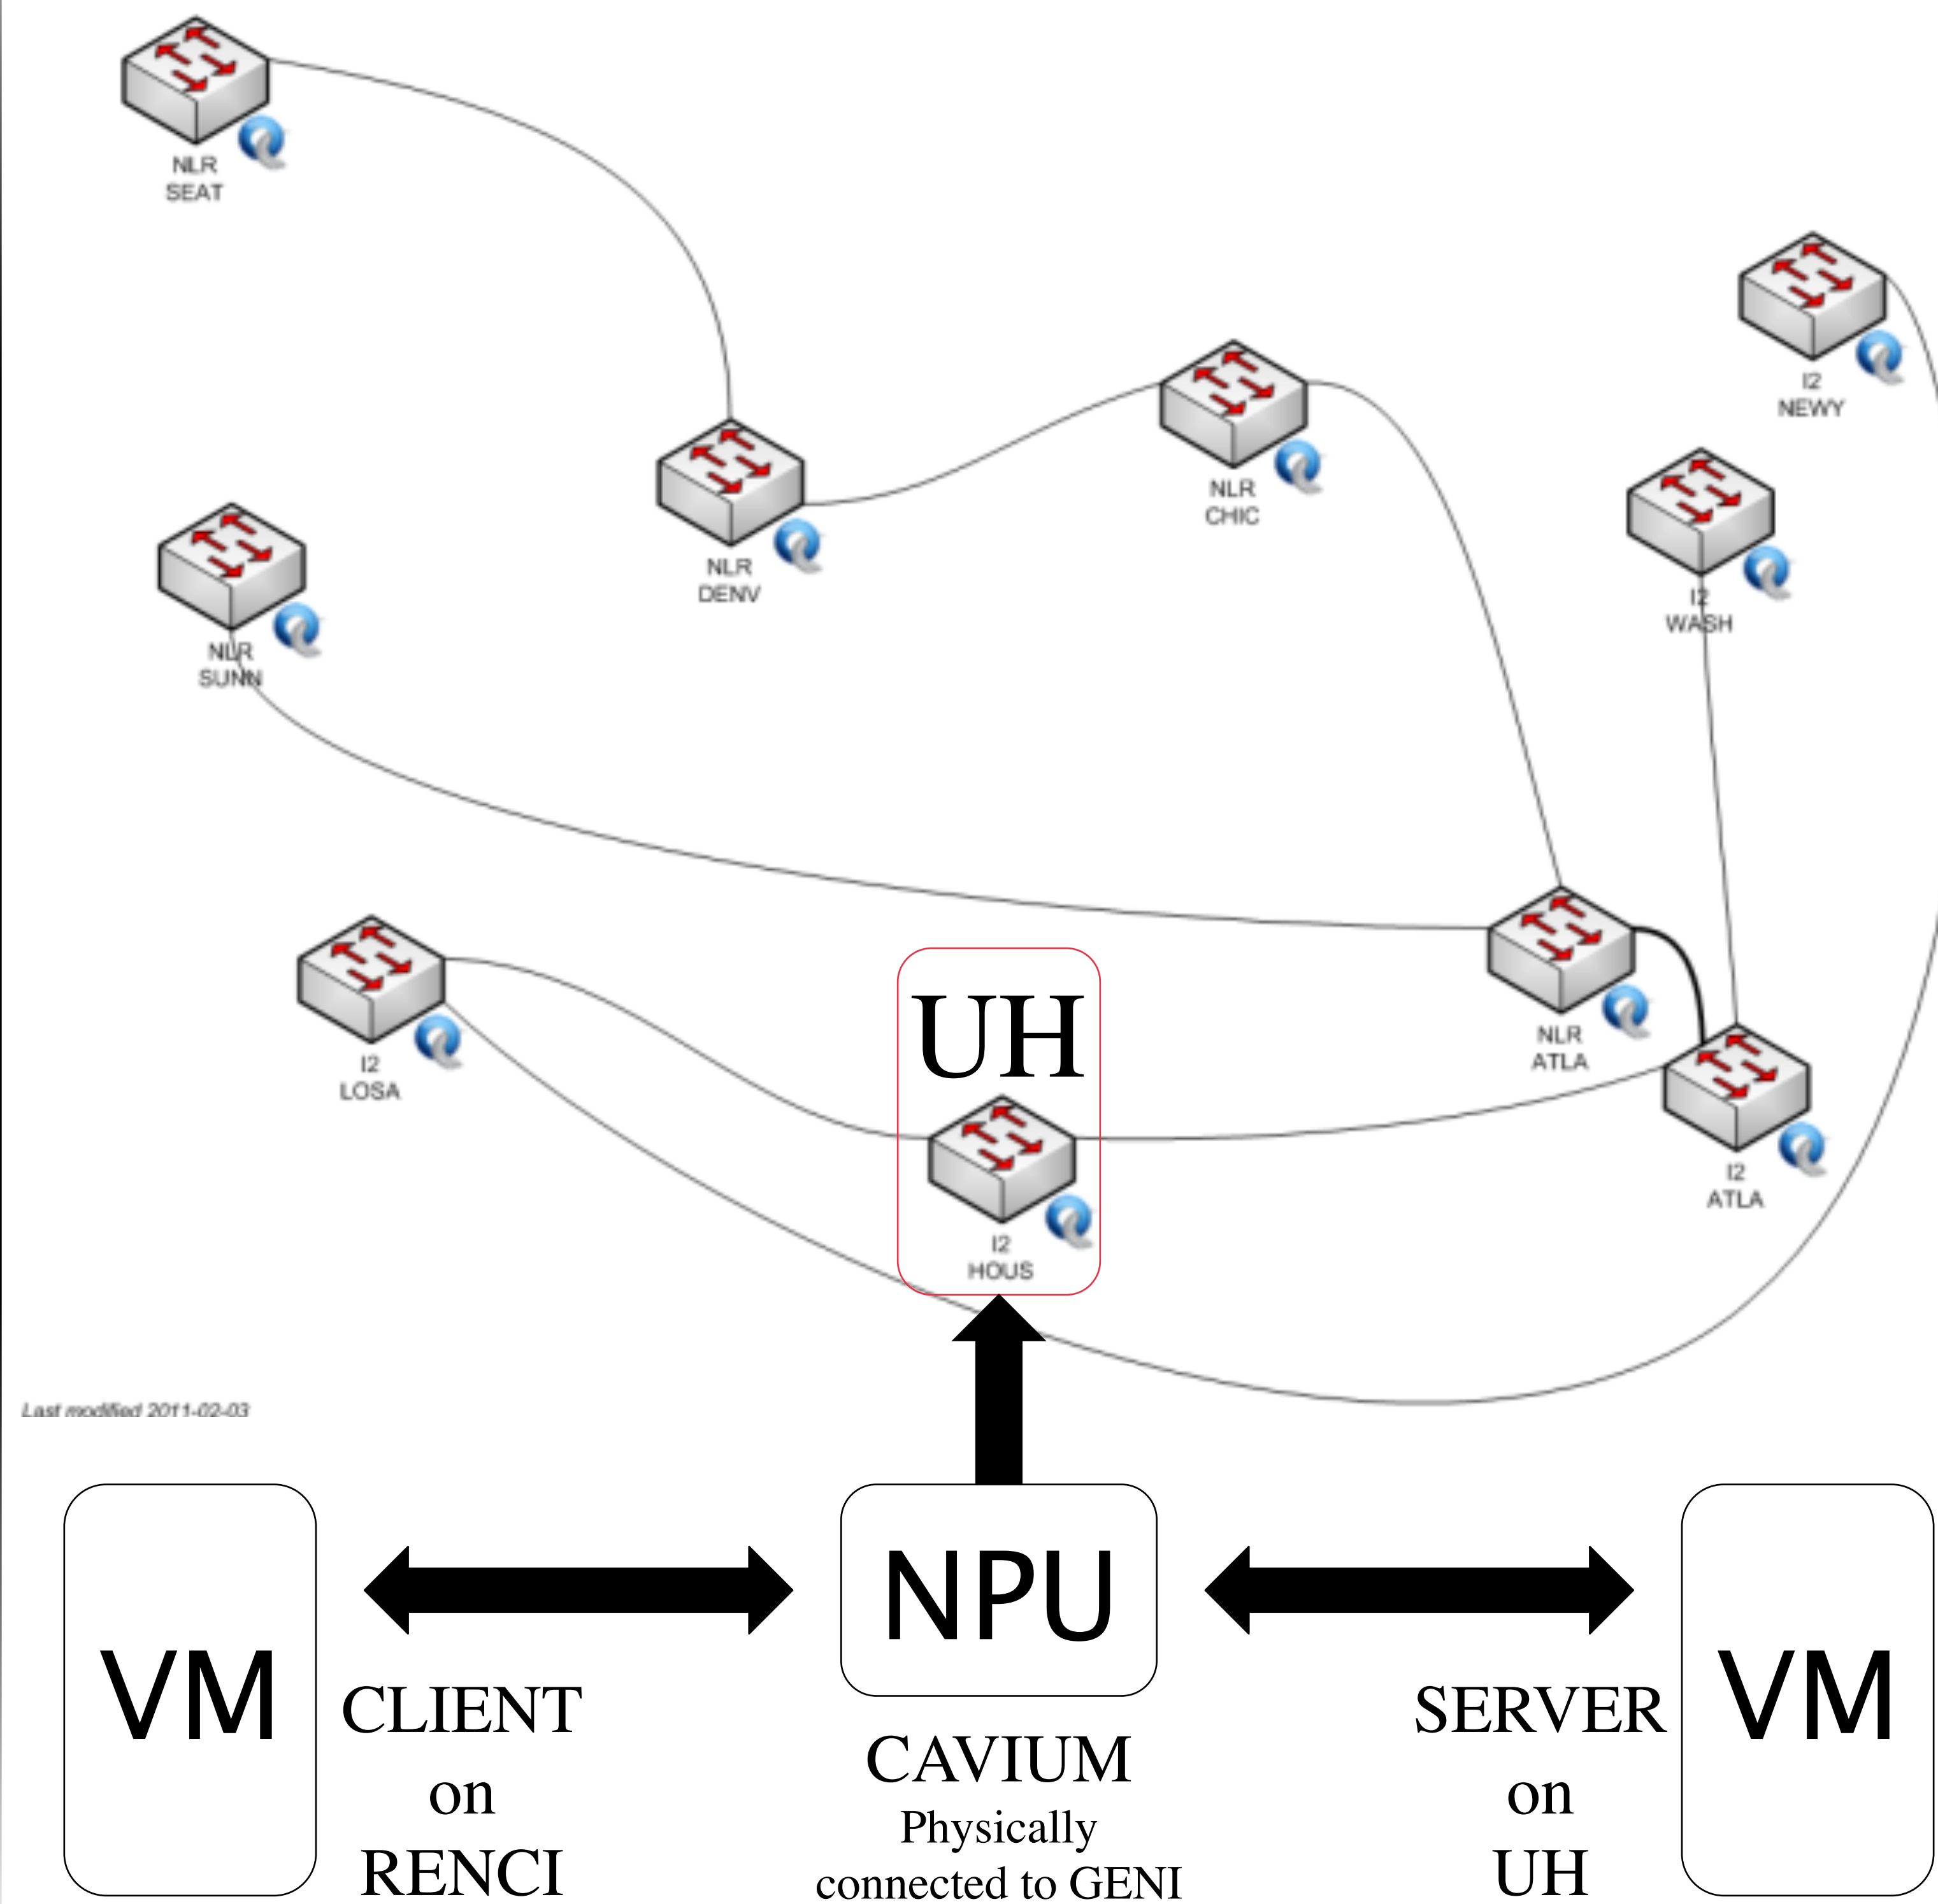 NLR
SEAT
I2
NEWY
NLR
CHIC
NLR
DENV
I2
WASH
NLR
SUNN
UH
NLR
ATLA
I2
LOSA
I2
ATLA
I2
HOUS
Last modified 2011-02-03
VM
CLIENT
on
RENCI
NPU
CAVIUM
Physically
connected to GENI
SERVER
on
UH
VM